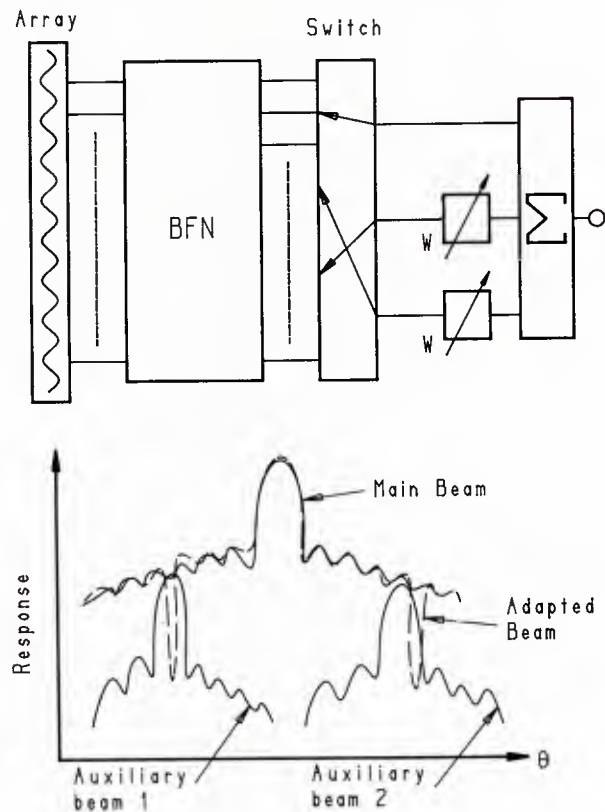 Array
Switch
BFN
W
Σ
W
Main Beam
Adapted
Beam
Response
θ
Auxiliary
beam 1
Auxiliary
beam 2